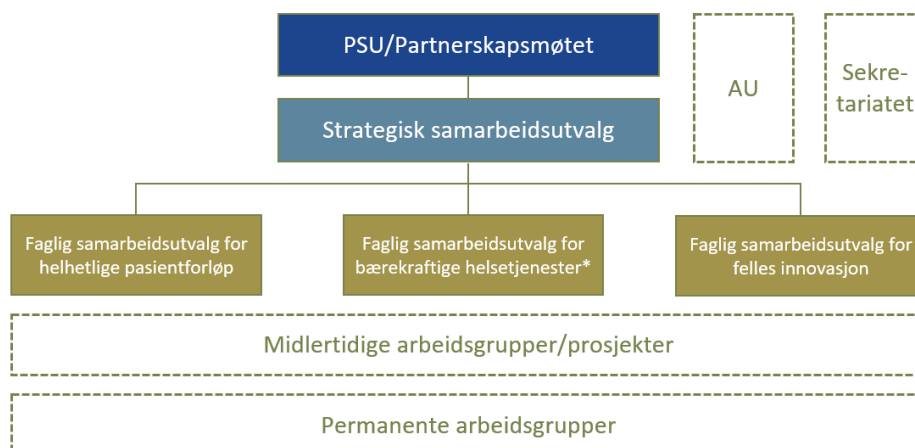 PSU/Partnerskapsmøtet
AU
Sekre-
tariatet
Strategisk samarbeidsutvalg
Faglig samarbeidsutvalg for
helhetlige pasientforløp
Faglig samarbeidsutvalg for
bærekraftige helsetjenester*
Faglig samarbeidsutvalg for
felles innovasjon
Midlertidige arbeidsgrupper/prosjekter
Permanente arbeidsgrupper